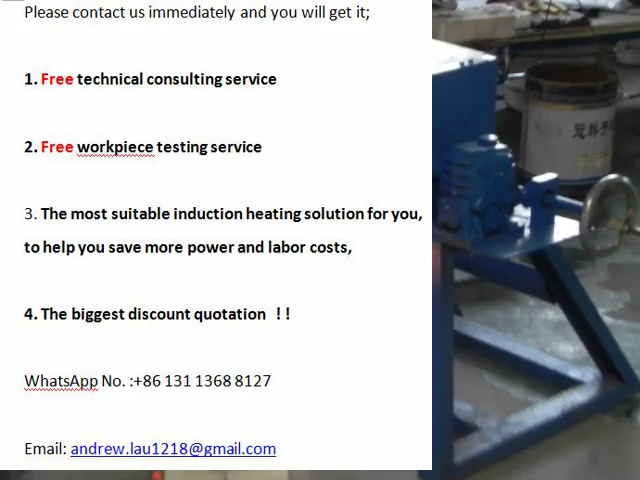 Please contact us immediately and you will get it;
1. Free technical consulting service
2. Free workpiece testing service
3. The most suitable induction heating solution for you,
to help you save more power and labor costs,
4. The biggest discount quotation !!
WhatsApp No. :+86 131 1368 8127
Email: andrew.lau1218@gmail.com